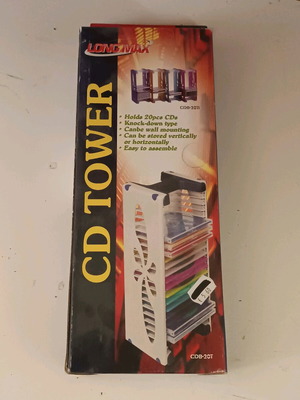 LONGMAX
CD TOWER
CDB-20T
• Holds 20pcs CDs
• Knock-down type
• Canbe wall mounting
• Can be stored vertically
or horizontally
• Easy to assemble
CDB-20T